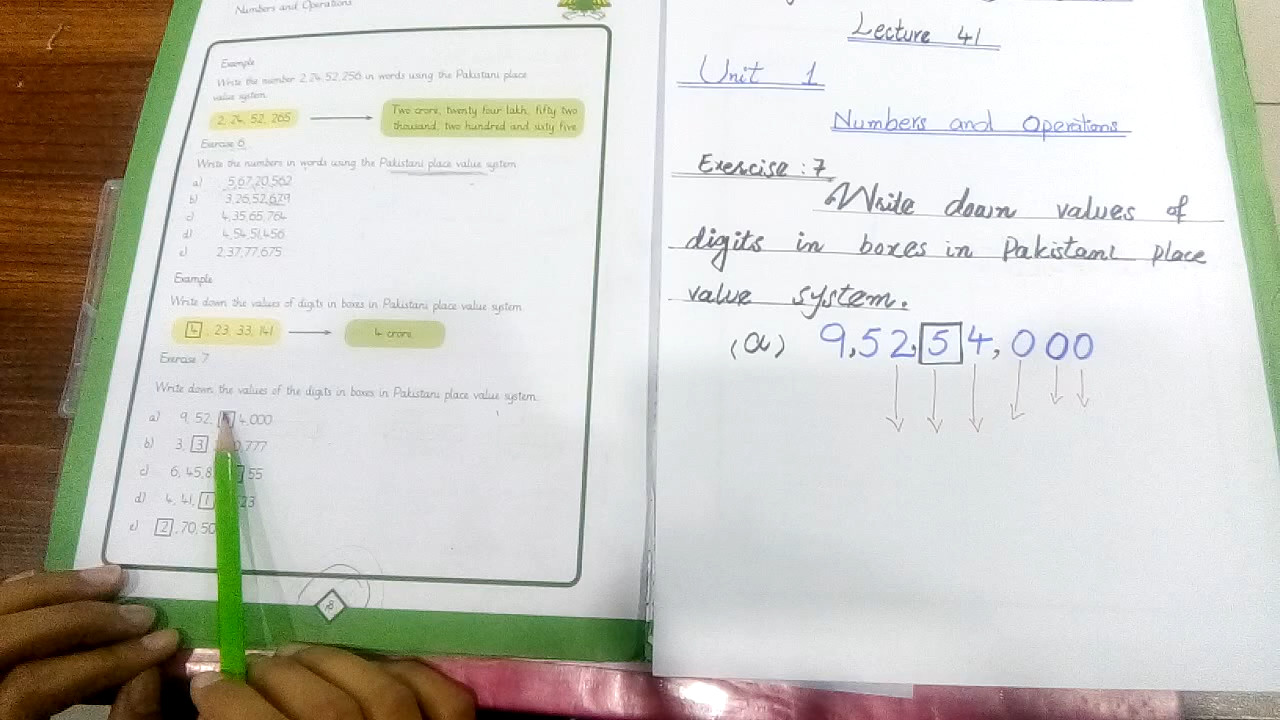 Numbers and Operations
Example
Write the number 2,24,52,256 in words using the Pakistani place
value system.
2, 24, 52, 265
Two crore, twenty four lakh, fifty two
thousand, two hundred and sixty five
Exercise 6
Write the numbers in words using the Pakistani place value system
a) 5,67,20,562
b) 3,26,52,629
c) 4,35,65,764
d) 4,54,51,456
e) 2,37,77,675
Example
Write down the values of digits in boxes in Pakistani place value system.
4, 23, 33, 141
4 crore
Exercise 7
Write down the values of the digits in boxes in Pakistani place value system.
a) 9, 52, 4,000
b) 3, 3 ,777
c) 6, 45,8 55
d) 4, 41, 1 23
e) 2, 70, 50
18
Lecture 41
Unit 1
Numbers and Operations
Exercise : 7
Write down values of
digits in boxes in Pakistani place
value system.
(a) 9,52,54,000